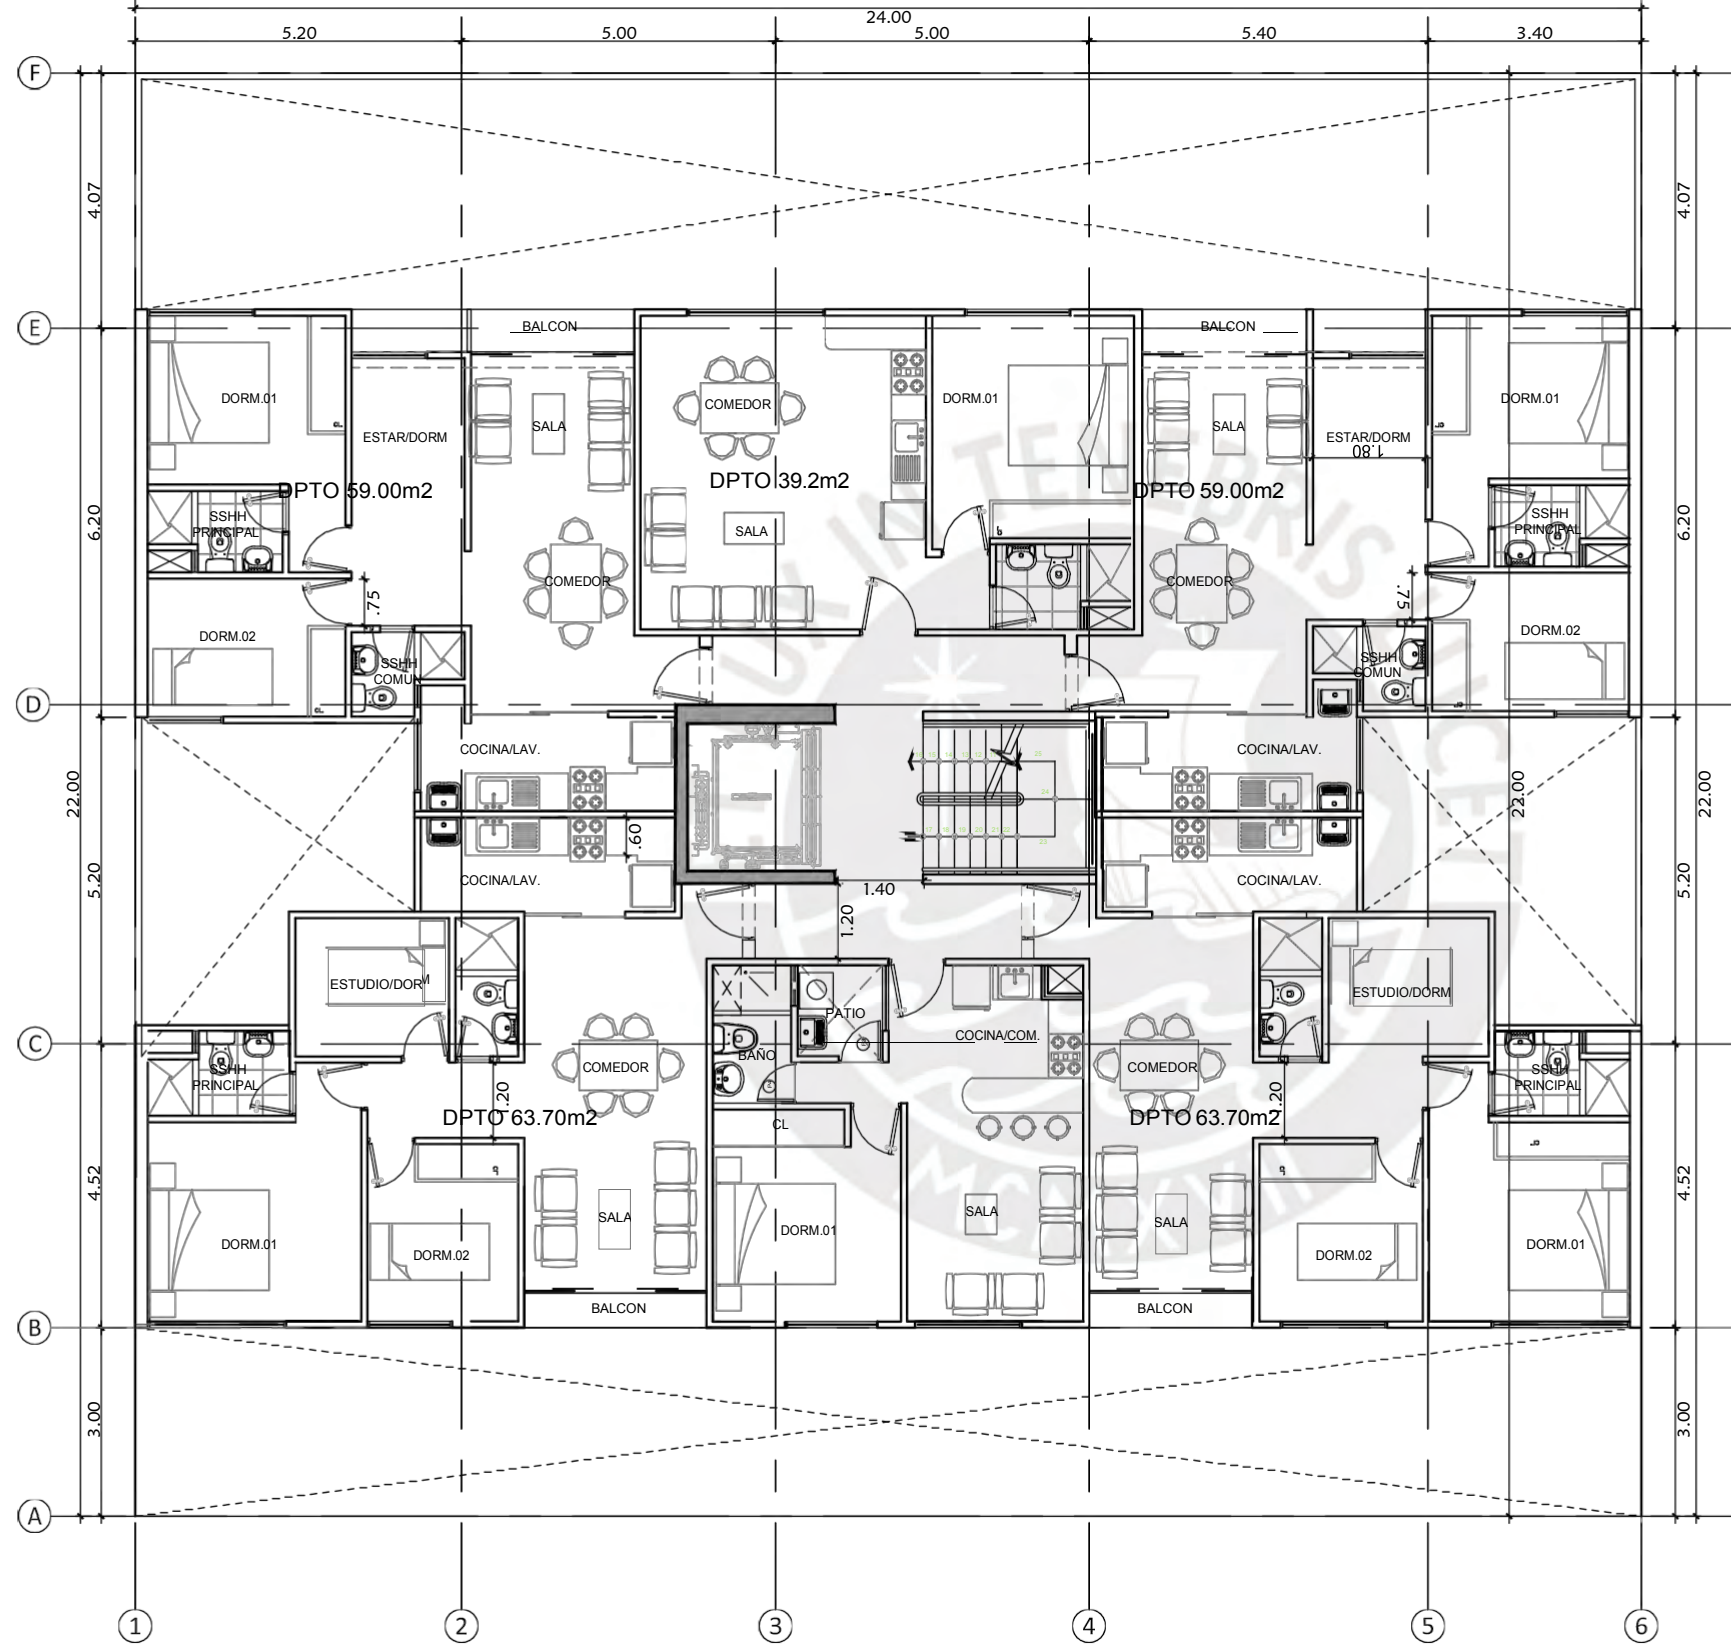 24.00
5.20
5.00
5.00
5.40
3.40
F
4.07
4.07
E
BALCON
BALCON
DORM.01
COMEDOR
DORM.01
DORM.01
SALA
SALA
ESTAR/DORM
ESTAR/DORM
1.80
DPTO 59.00m2
DPTO 39.2m2
DPTO 59.00m2
6.20
6.20
SSHH
PRINCIPAL
SALA
SSHH
PRINCIPAL
COMEDOR
COMEDOR
.75
.75
DORM.02
DORM.02
SSHH
COMUN
SSHH
COMUN
D
COCINA/LAV.
COCINA/LAV.
22.00
22.00
22.00
.60
COCINA/LAV.
COCINA/LAV.
5.20
5.20
1.40
1.20
ESTUDIO/DORM
ESTUDIO/DORM
PATIO
COCINA/COM.
C
BAÑO
SSHH
PRINCIPAL
COMEDOR
COMEDOR
SSHH
PRINCIPAL
1.20
1.20
DPTO 63.70m2
DPTO 63.70m2
CL
4.52
4.52
SALA
SALA
SALA
DORM.01
DORM.02
DORM.01
DORM.02
DORM.01
BALCON
BALCON
B
3.00
3.00
A
1
2
3
4
5
6
LUX IN TENEBRIS LUCET
MCMXVII